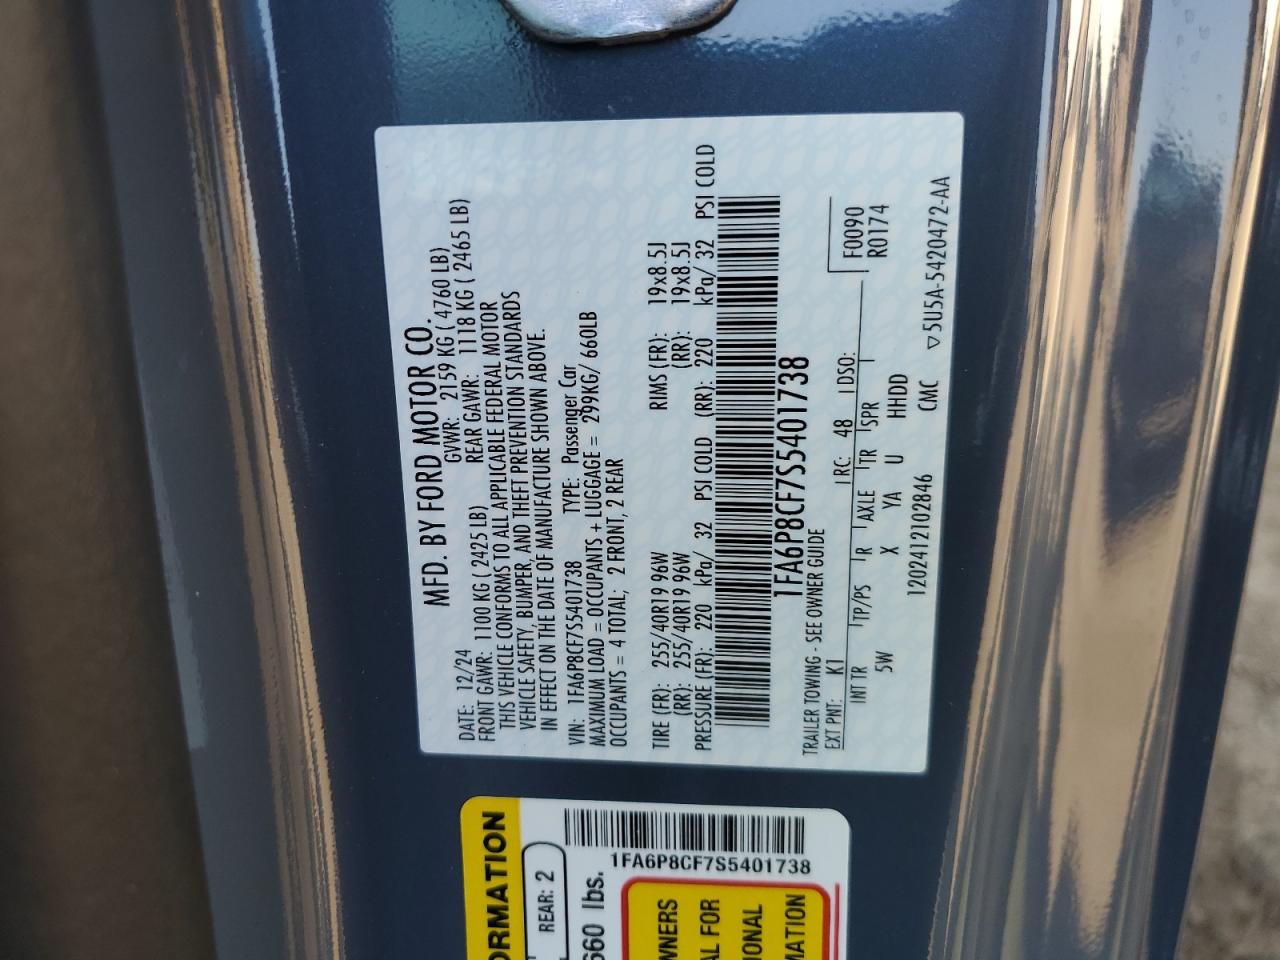 MFD. BY FORD MOTOR CO.
DATE: 12/24 GVWR: 2159 KG ( 4760 LB)
FRONT GAWR: 1100 KG ( 2425 LB) REAR GAWR: 1118 KG ( 2465 LB)
THIS VEHICLE CONFORMS TO ALL APPLICABLE FEDERAL MOTOR
VEHICLE SAFETY, BUMPER, AND THEFT PREVENTION STANDARDS
IN EFFECT ON THE DATE OF MANUFACTURE SHOWN ABOVE.
VIN: 1FA6P8CF7S5401738 TYPE: Passenger Car
MAXIMUM LOAD = OCCUPANTS + LUGGAGE = 299KG/ 660LB
OCCUPANTS = 4 TOTAL; 2 FRONT, 2 REAR
TIRE (FR): 255/40R19 96W RIMS (FR): 19x8.5J
(RR): 255/40R19 96W (RR): 19x8.5J
PRESSURE (FR): 220 kPa/ 32 PSI COLD (RR): 220 kPa/ 32 PSI COLD
1FA6P8CF7S5401738
TRAILER TOWING - SEE OWNER GUIDE
EXT PNT: K1 RC: 48 DSO: F0090
R0174
INT TR TP/PS R AXLE TR SPR
5W X YA U HHDD
1202412102846 CMC ▽5U5A-5420472-AA
ORMATION
REAR: 2
1FA6P8CF7S5401738
660 lbs.
WNERS
AL FOR
IONAL
MATION